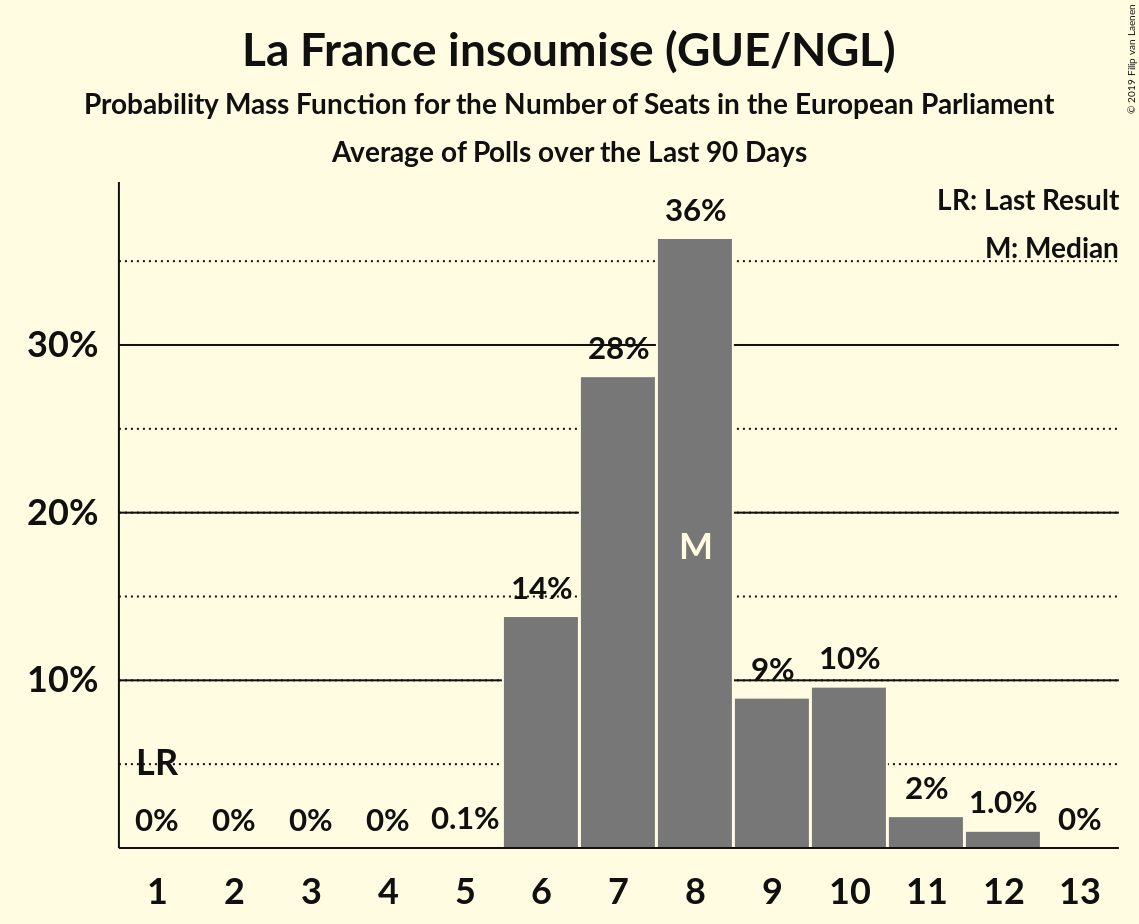 La France insoumise (GUE/NGL)
Probability Mass Function for the Number of Seats in the European Parliament
Average of Polls over the Last 90 Days
© 2019 Filip van Laenen
LR: Last Result
M: Median
36%
30%
28%
20%
M
14%
10%
9%
10%
LR
0%
0%
0%
0%
0.1%
2%
1.0%
0%
1 2 3 4 5 6 7 8 9 10 11 12 13